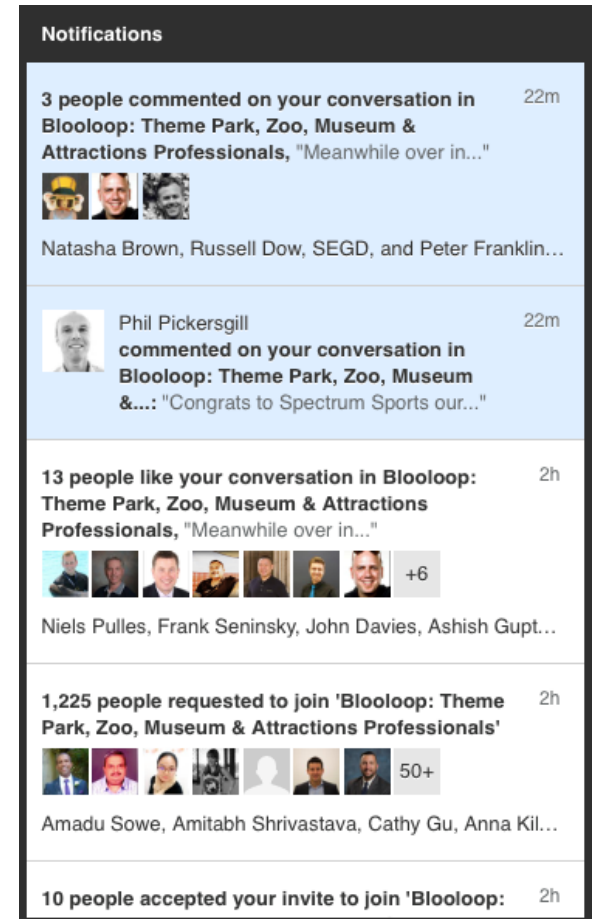 Notifications
3 people commented on your conversation in 22m
Blooloop: Theme Park, Zoo, Museum &
Attractions Professionals, "Meanwhile over in..."
Natasha Brown, Russell Dow, SEGD, and Peter Franklin…
Phil Pickersgill 22m
commented on your conversation in
Blooloop: Theme Park, Zoo, Museum
&...: "Congrats to Spectrum Sports our..."
13 people like your conversation in Blooloop: 2h
Theme Park, Zoo, Museum & Attractions
Professionals, "Meanwhile over in..."
+6
Niels Pulles, Frank Seninsky, John Davies, Ashish Gupt…
1,225 people requested to join 'Blooloop: Theme 2h
Park, Zoo, Museum & Attractions Professionals'
50+
Amadu Sowe, Amitabh Shrivastava, Cathy Gu, Anna Kil…
10 people accepted your invite to join 'Blooloop: 2h